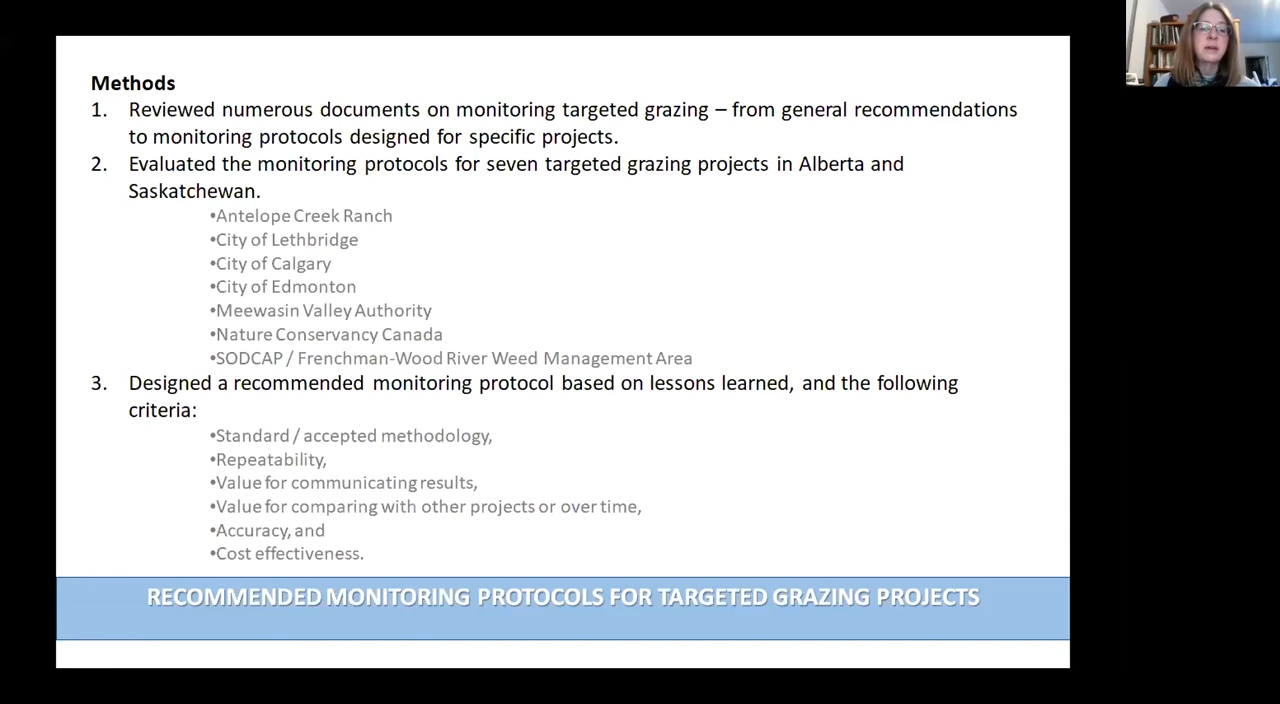 Methods
1. Reviewed numerous documents on monitoring targeted grazing – from general recommendations
to monitoring protocols designed for specific projects.
2. Evaluated the monitoring protocols for seven targeted grazing projects in Alberta and
Saskatchewan.
•Antelope Creek Ranch
•City of Lethbridge
•City of Calgary
•City of Edmonton
•Meewasin Valley Authority
•Nature Conservancy Canada
•SODCAP / Frenchman-Wood River Weed Management Area
3. Designed a recommended monitoring protocol based on lessons learned, and the following
criteria:
•Standard / accepted methodology,
•Repeatability,
•Value for communicating results,
•Value for comparing with other projects or over time,
•Accuracy, and
•Cost effectiveness.
RECOMMENDED MONITORING PROTOCOLS FOR TARGETED GRAZING PROJECTS